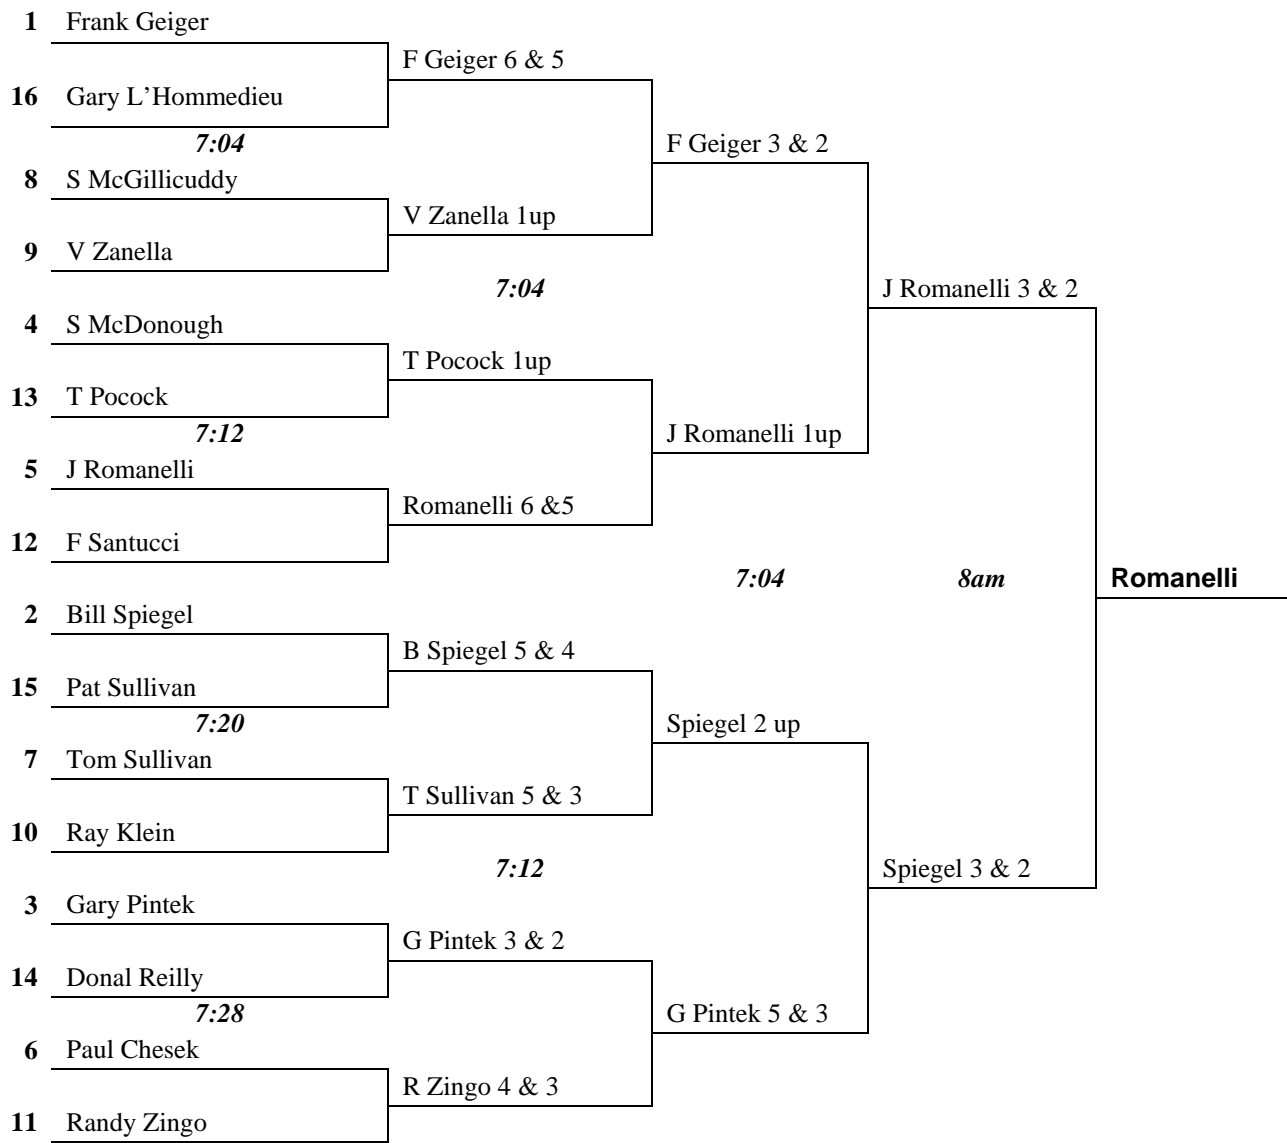 1 Frank Geiger
F Geiger 6 & 5
16 Gary L’Hommedieu
7:04
F Geiger 3 & 2
8 S McGillicuddy
V Zanella 1up
9 V Zanella
7:04
J Romanelli 3 & 2
4 S McDonough
T Pocock 1up
13 T Pocock
7:12
J Romanelli 1up
5 J Romanelli
Romanelli 6 &5
12 F Santucci
7:04
8am
Romanelli
2 Bill Spiegel
B Spiegel 5 & 4
15 Pat Sullivan
7:20
Spiegel 2 up
7 Tom Sullivan
T Sullivan 5 & 3
10 Ray Klein
7:12
Spiegel 3 & 2
3 Gary Pintek
G Pintek 3 & 2
14 Donal Reilly
7:28
G Pintek 5 & 3
6 Paul Chesek
R Zingo 4 & 3
11 Randy Zingo